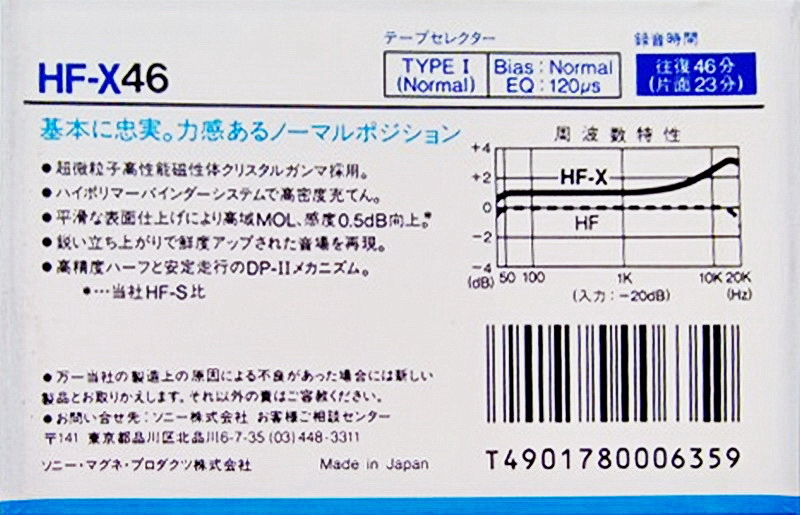 テープセレクター
録音時間
HF-X46
TYPE I
(Normal)
Bias : Normal
EQ : 120μs
往復46分
(片面23分)
基本に忠実。力感あるノーマルポジション
●超微粒子高性能磁性体クリスタルガンマ採用。
●ハイポリマーバインダーシステムで高密度充てん。
●平滑な表面仕上げにより高域MOL、感度0.5dB向上。*
●鋭い立ち上がりで鮮度アップされた音場を再現。
●高精度ハーフと安定走行のDP-IIメカニズム。
*…当社HF-S比
周波数特性
+4
+2
0
−2
−4
HF-X
HF
(dB) 50 100 1K 10K 20K
(入力:−20dB) (Hz)
●万一当社の製造上の原因による不良があった場合には新しい
製品とお取りかえします。それ以外の責はご容赦ください。
●お問い合せ先:ソニー株式会社 お客様ご相談センター
〒141 東京都品川区北品川6-7-35 (03) 448-3311
ソニー・マグネ・プロダクツ株式会社 Made in Japan
T4901780006359